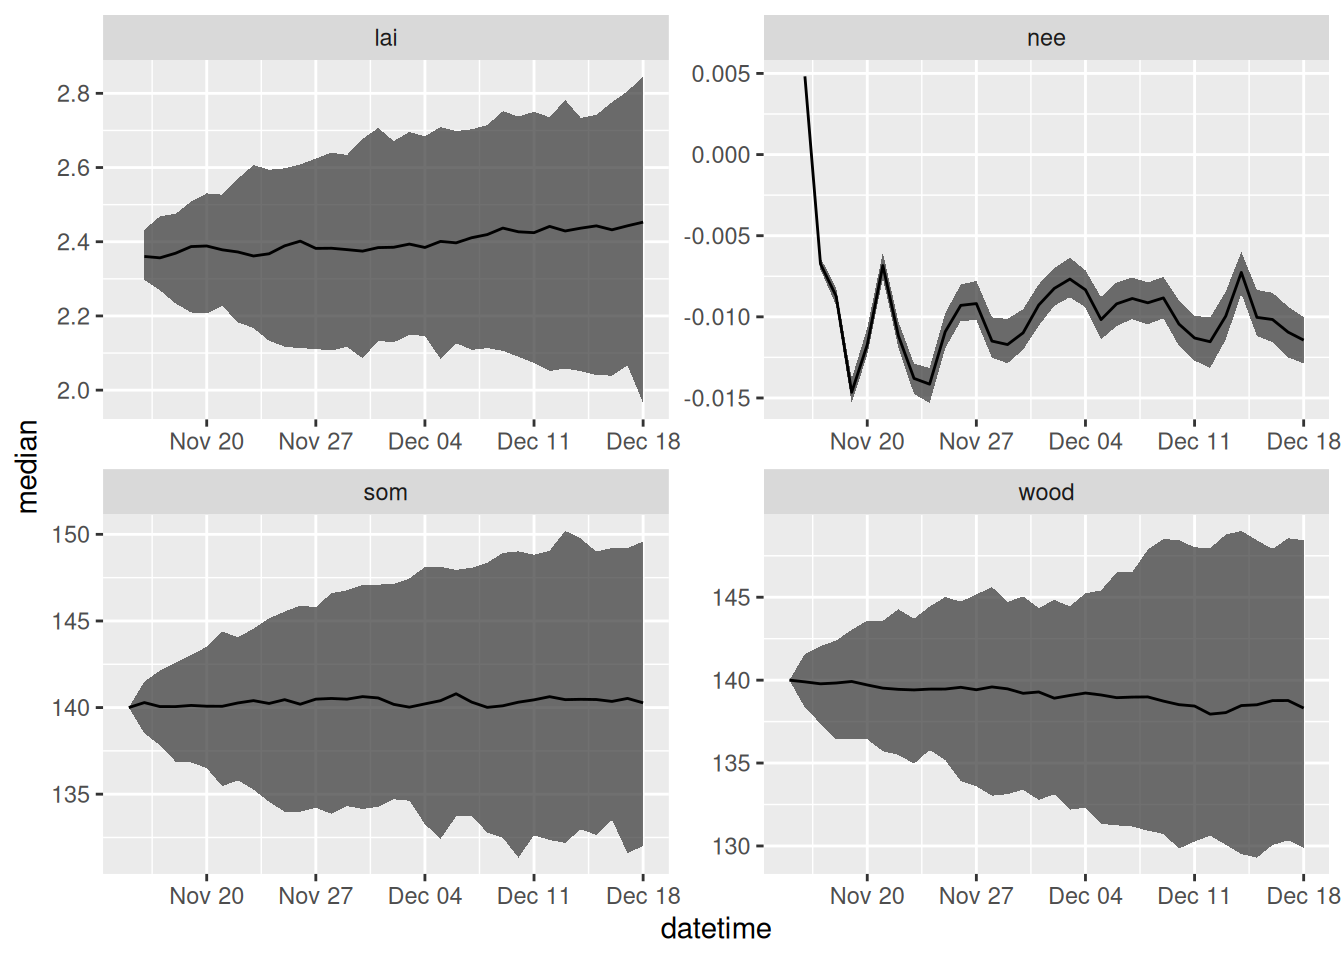 lai
nee
2.8
2.6
2.4
2.2
2.0
0.005
0.000
-0.005
-0.010
-0.015
Nov 20 Nov 27 Dec 04 Dec 11 Dec 18
Nov 20 Nov 27 Dec 04 Dec 11 Dec 18
median
som
wood
150
145
140
135
145
140
135
130
Nov 20 Nov 27 Dec 04 Dec 11 Dec 18
Nov 20 Nov 27 Dec 04 Dec 11 Dec 18
datetime